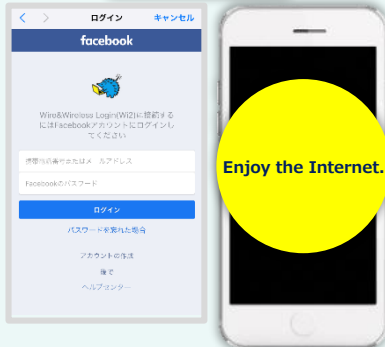 ログイン
キャンセル
facebook
Wire&Wireless Login(Wi2)に接続する
にはFacebookアカウントにログインし
てください
携帯電話番号またはメールアドレス
Facebookのパスワード
ログイン
パスワードを忘れた場合
アカウントの作成
後で
ヘルプセンター
Enjoy the Internet.